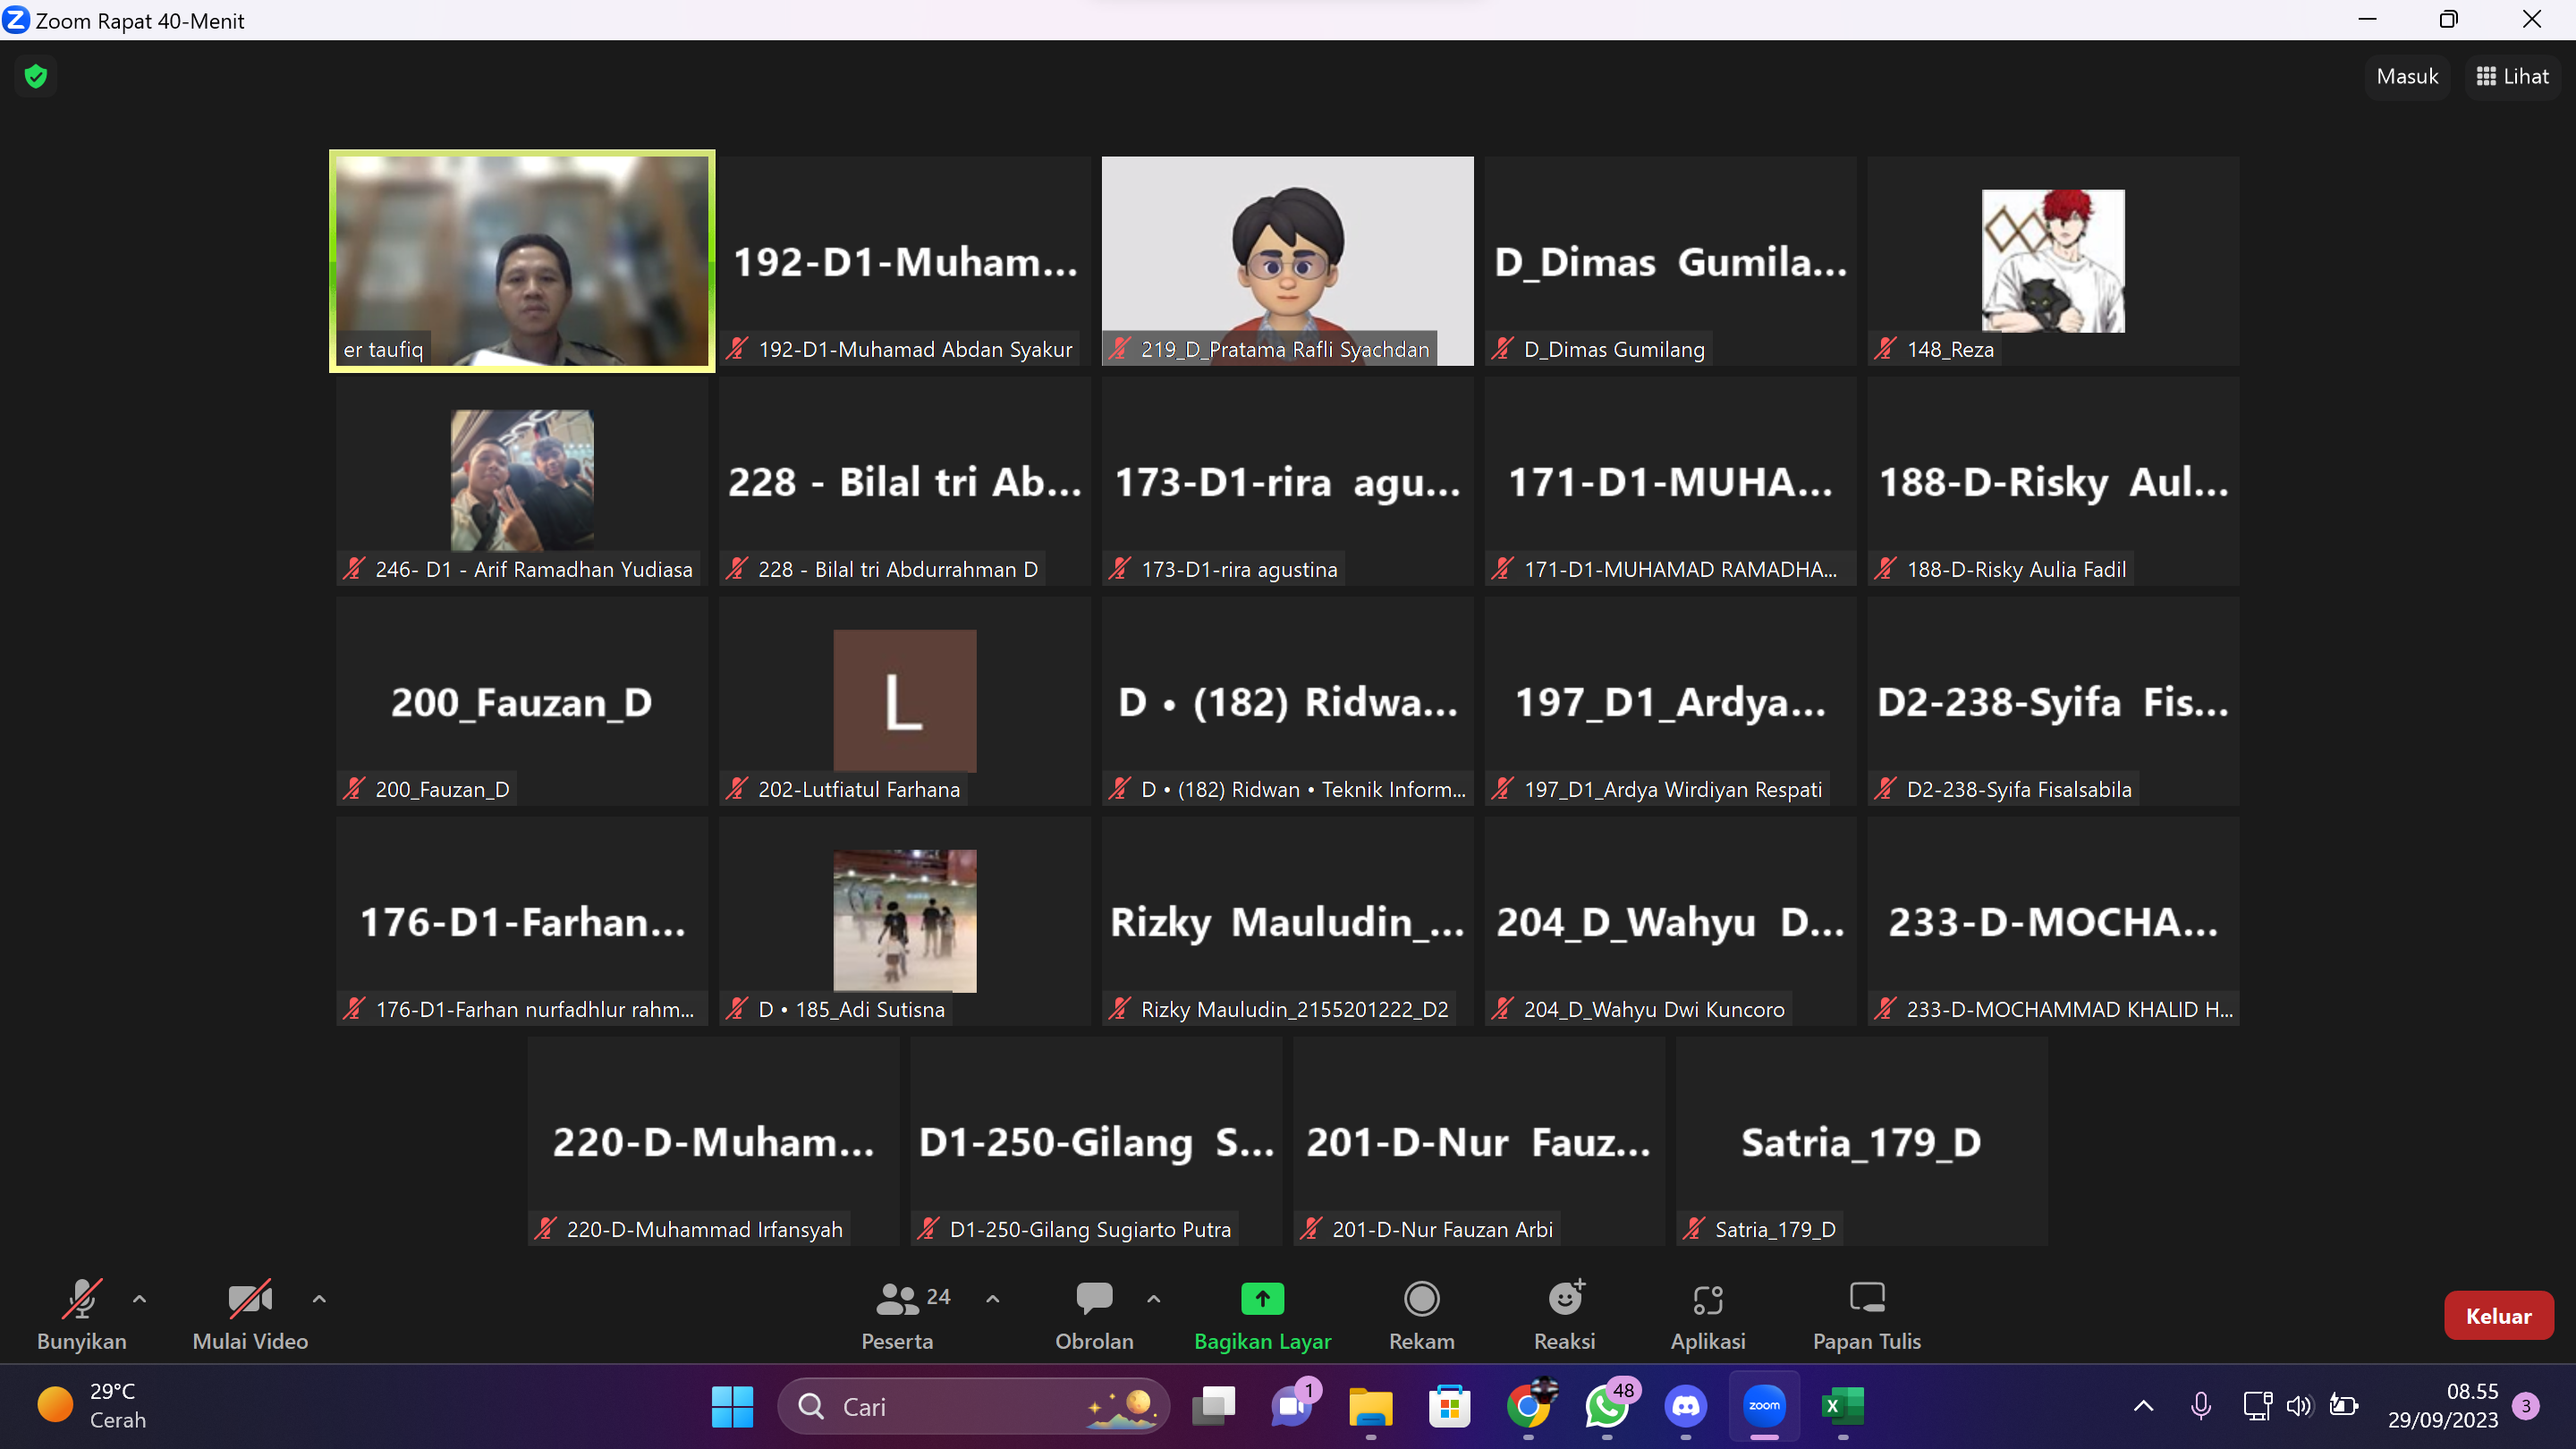 Zoom Rapat 40-Menit
Masuk
Lihat
er taufiq
192-D1-Muham...
192-D1-Muhamad Abdan Syakur
219_D_Pratama Rafli Syachdan
D_Dimas Gumila...
D_Dimas Gumilang
148_Reza
246- D1 - Arif Ramadhan Yudiasa
228 - Bilal tri Ab...
228 - Bilal tri Abdurrahman D
173-D1-rira agu...
173-D1-rira agustina
171-D1-MUHA...
171-D1-MUHAMAD RAMADHA...
188-D-Risky Aul...
188-D-Risky Aulia Fadil
200_Fauzan_D
200_Fauzan_D
L
202-Lutfiatul Farhana
D • (182) Ridwa...
D • (182) Ridwan • Teknik Inform...
197_D1_Ardya...
197_D1_Ardya Wirdiyan Respati
D2-238-Syifa Fis...
D2-238-Syifa Fisalsabila
176-D1-Farhan...
176-D1-Farhan nurfadhlur rahm...
D • 185_Adi Sutisna
Rizky Mauludin_...
Rizky Mauludin_2155201222_D2
204_D_Wahyu D...
204_D_Wahyu Dwi Kuncoro
233-D-MOCHA...
233-D-MOCHAMMAD KHALID H...
220-D-Muham...
220-D-Muhammad Irfansyah
D1-250-Gilang S...
D1-250-Gilang Sugiarto Putra
201-D-Nur Fauz...
201-D-Nur Fauzan Arbi
Satria_179_D
Satria_179_D
Bunyikan
Mulai Video
24
Peserta
Obrolan
Bagikan Layar
Rekam
Reaksi
Aplikasi
Papan Tulis
Keluar
29°C
Cerah
Cari
1
48
zoom
08.55
29/09/2023
3